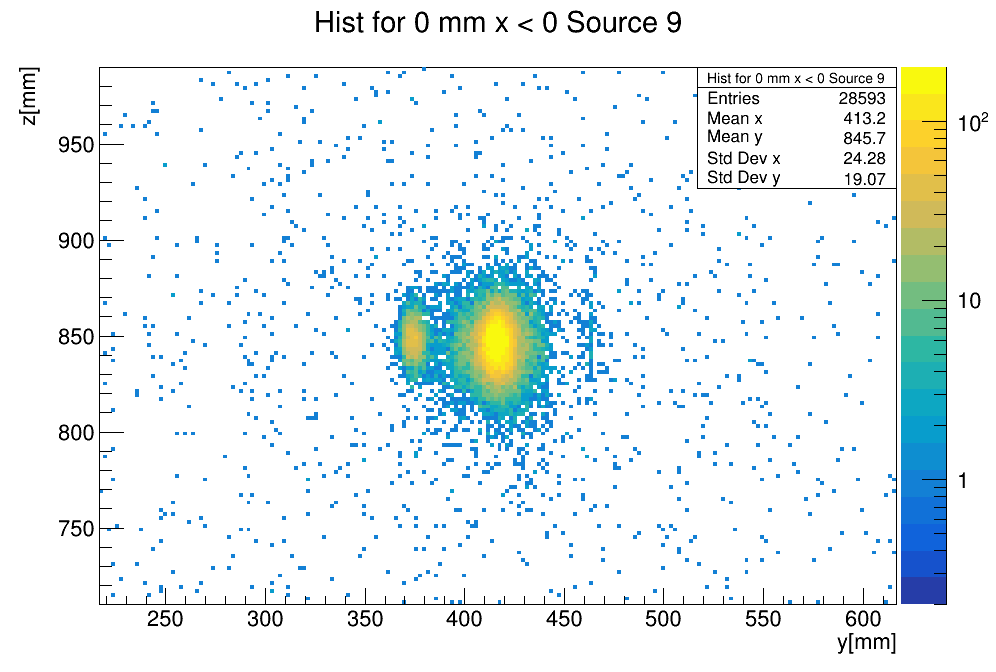 Hist for 0 mm x < 0 Source 9
z[mm]
Hist for 0 mm x < 0 Source 9
Entries 28593
Mean x 413.2
Mean y 845.7
Std Dev x 24.28
Std Dev y 19.07
950
900
850
800
750
250 300 350 400 450 500 550 600
y[mm]
10²
10
1